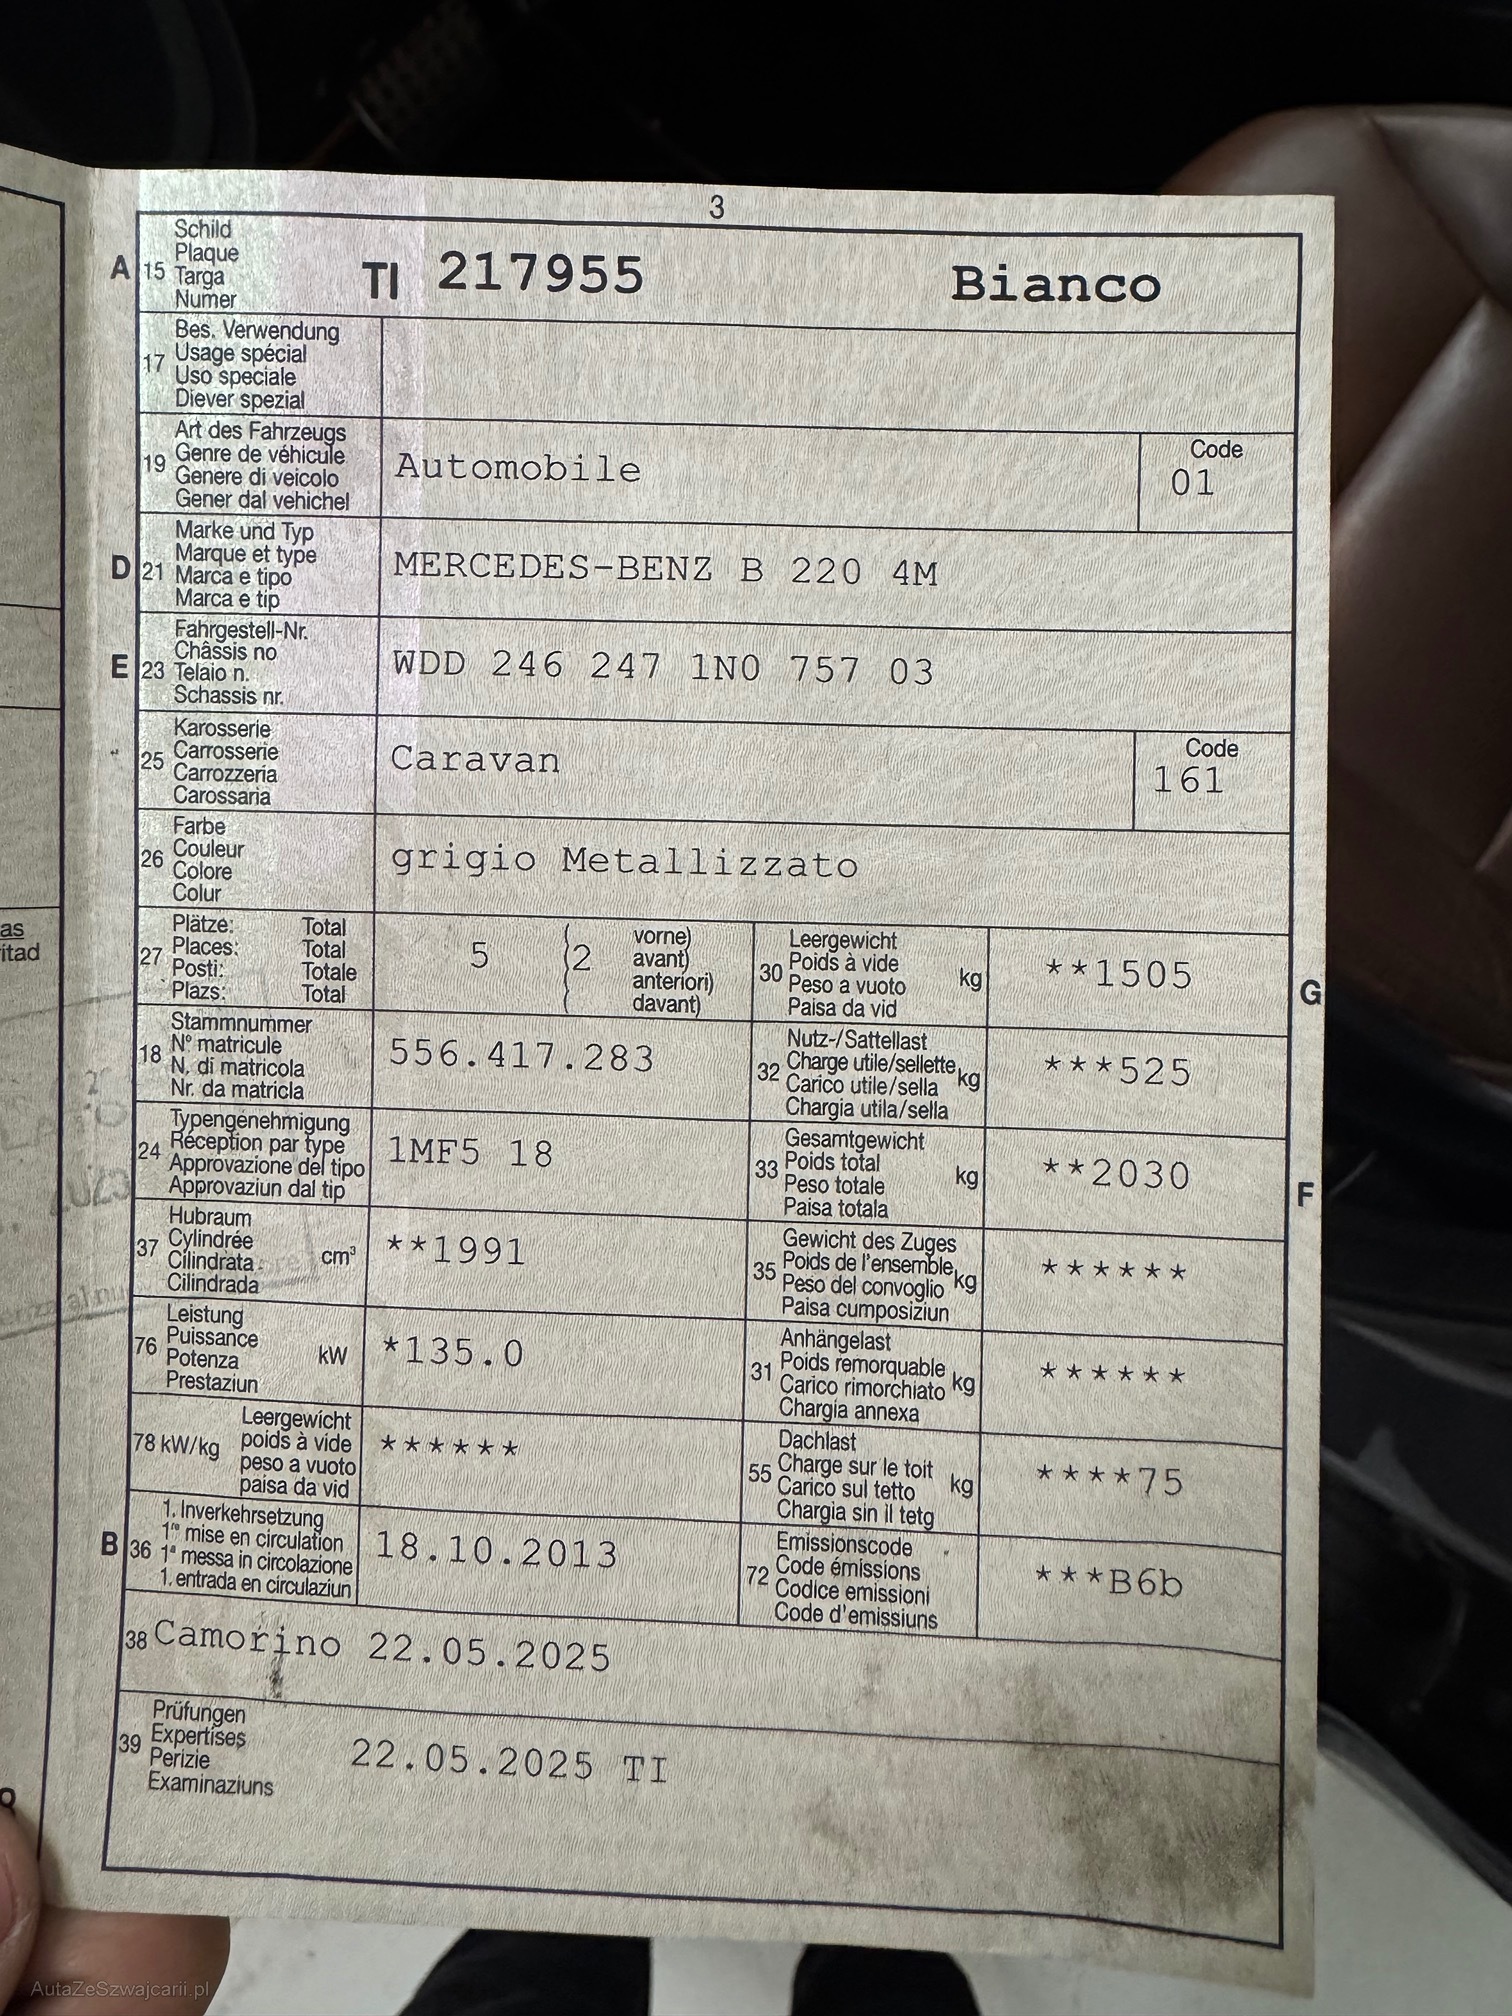 3
A 15 Schild
Plaque
Targa
Numer
TI 217955 Bianco
17 Bes. Verwendung
Usage spécial
Uso speciale
Diever spezial
19 Art des Fahrzeugs
Genre de véhicule
Genere di veicolo
Gener dal vehichel
Automobile
Code
01
D 21 Marke und Typ
Marque et type
Marca e tipo
Marca e tip
MERCEDES-BENZ B 220 4M
E 23 Fahrgestell-Nr.
Châssis no
Telaio n.
Schassis nr.
WDD 246 247 1N0 757 03
25 Karosserie
Carrosserie
Carrozzeria
Carossaria
Caravan
Code
161
26 Farbe
Couleur
Colore
Colur
grigio Metallizzato
27 Plätze: Total
Places: Total
Posti: Totale
Plazs: Total
5 2 vorne)
avant)
anteriori)
davant)
30 Leergewicht
Poids à vide
Peso a vuoto
Paisa da vid
kg **1505 G
18 Stammnummer
N° matricule
N. di matricola
Nr. da matricla
556.417.283
32 Nutz-/Sattellast
Charge utile/sellette
Carico utile/sella
Chargia utila/sella
kg ***525
24 Typengenehmigung
Réception par type
Approvazione del tipo
Approvaziun dal tip
1MF5 18
33 Gesamtgewicht
Poids total
Peso totale
Paisa totala
kg **2030 F
37 Hubraum
Cylindrée
Cilindrata
Cilindrada
cm³ **1991
35 Gewicht des Zuges
Poids de l'ensemble
Peso del convoglio
Paisa cumposiziun
kg ******
76 Leistung
Puissance
Potenza
Prestaziun
kW *135.0
31 Anhängelast
Poids remorquable
Carico rimorchiato
Chargia annexa
kg ******
78 kW/kg Leergewicht
poids à vide
peso a vuoto
paisa da vid
******
55 Dachlast
Charge sur le toit
Carico sul tetto
Chargia sin il tetg
kg ****75
B 36 1. Inverkehrsetzung
1re mise en circulation
1a messa in circolazione
1. entrada en circulaziun
18.10.2013
72 Emissionscode
Code émissions
Codice emissioni
Code d'emissiuns
***B6b
38 Camorino 22.05.2025
39 Prüfungen
Expertises
Perizie
Examinaziuns
22.05.2025 TI
as
itad
AutaZeSzwajcarii.pl